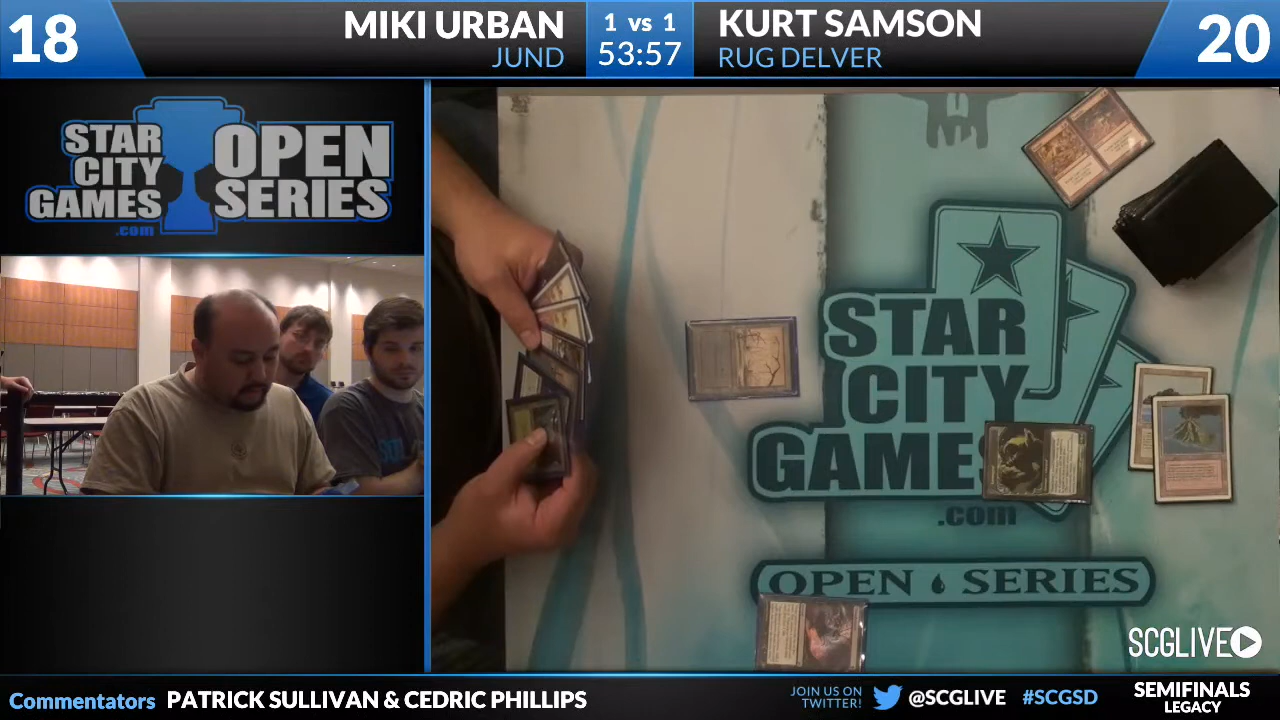 18
MIKI URBAN
JUND
1 vs 1
53:57
KURT SAMSON
RUG DELVER
20
STAR
CITY
GAMES
.com
OPEN
SERIES
STAR
CITY
GAMES
.com
OPEN SERIES
SCGLIVE
Commentators PATRICK SULLIVAN & CEDRIC PHILLIPS
JOIN US ON
TWITTER!
@SCGLIVE #SCGSD
SEMIFINALS
LEGACY